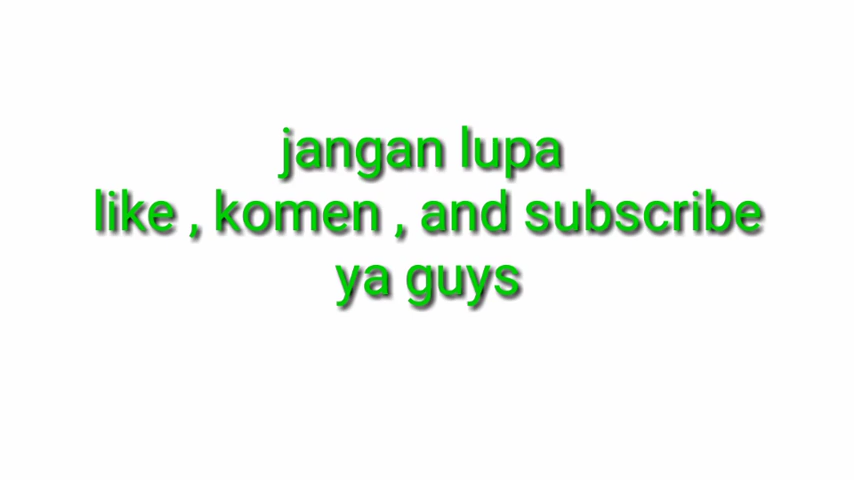 jangan lupa
like , komen , and subscribe
ya guys